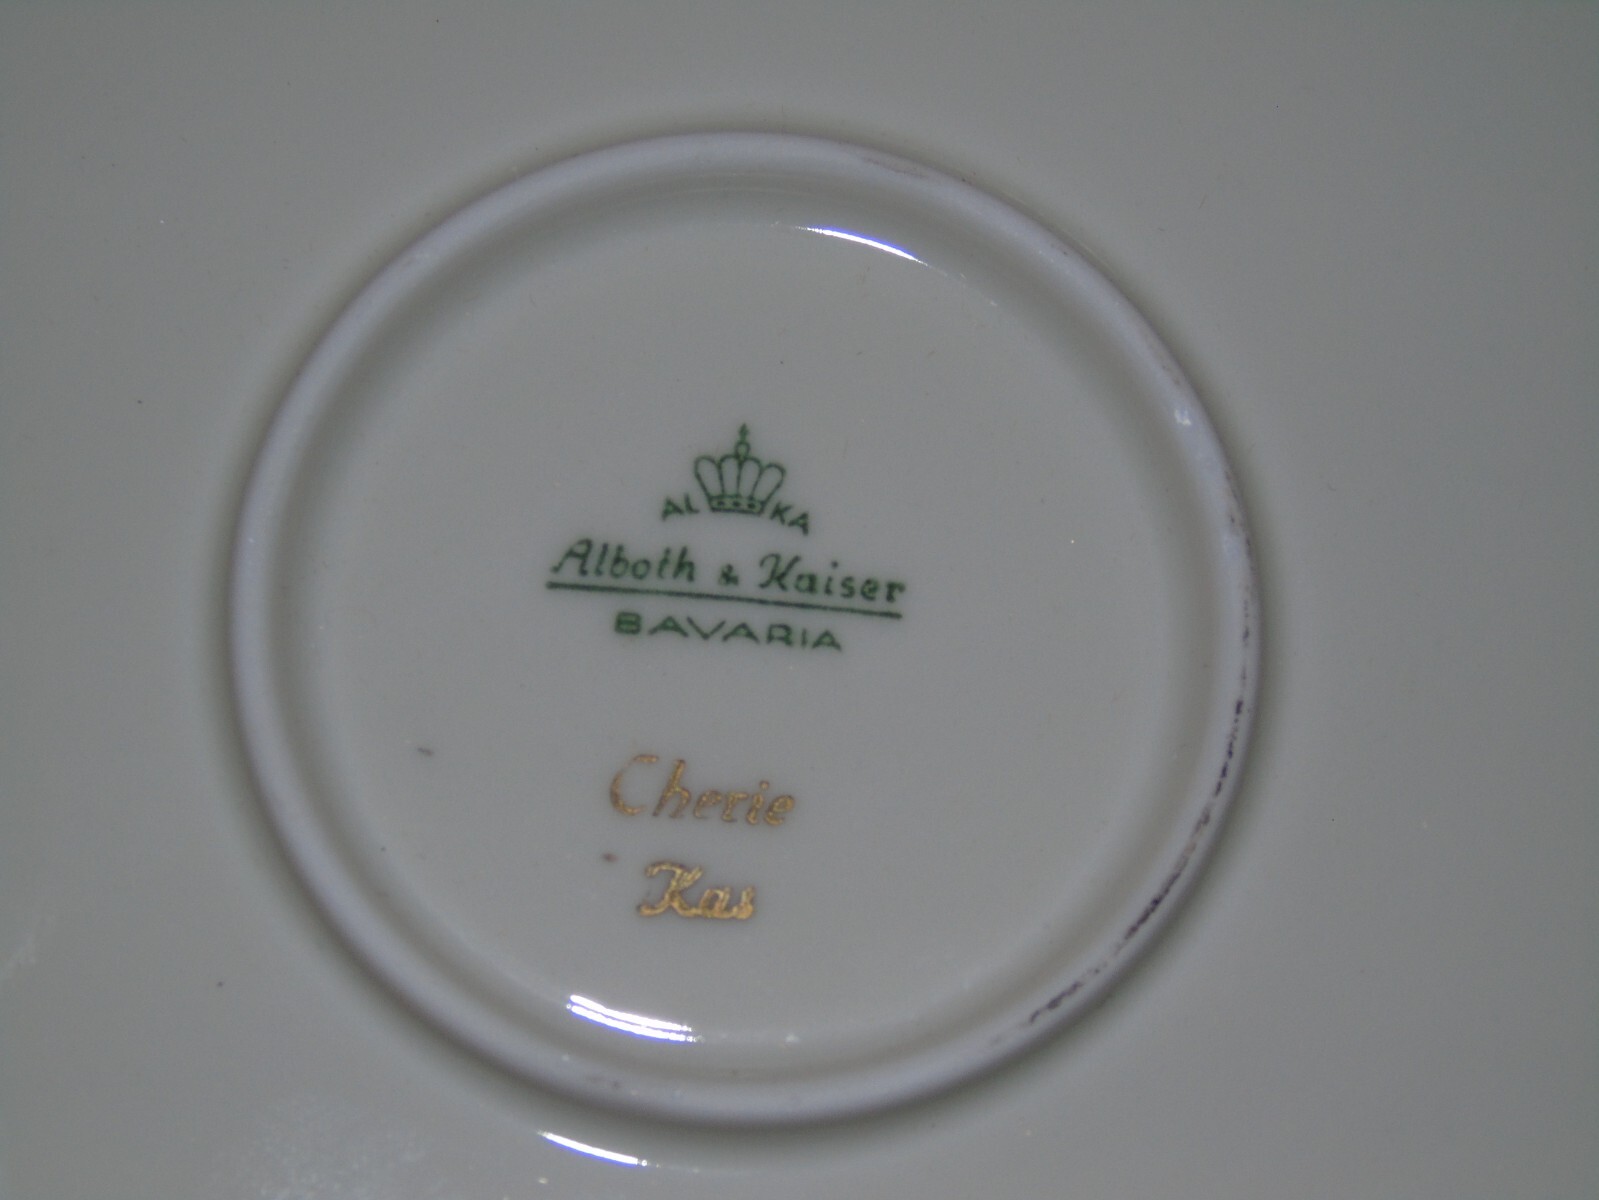 AL KA
Alboth & Kaiser
BAVARIA
Cherie
Kas